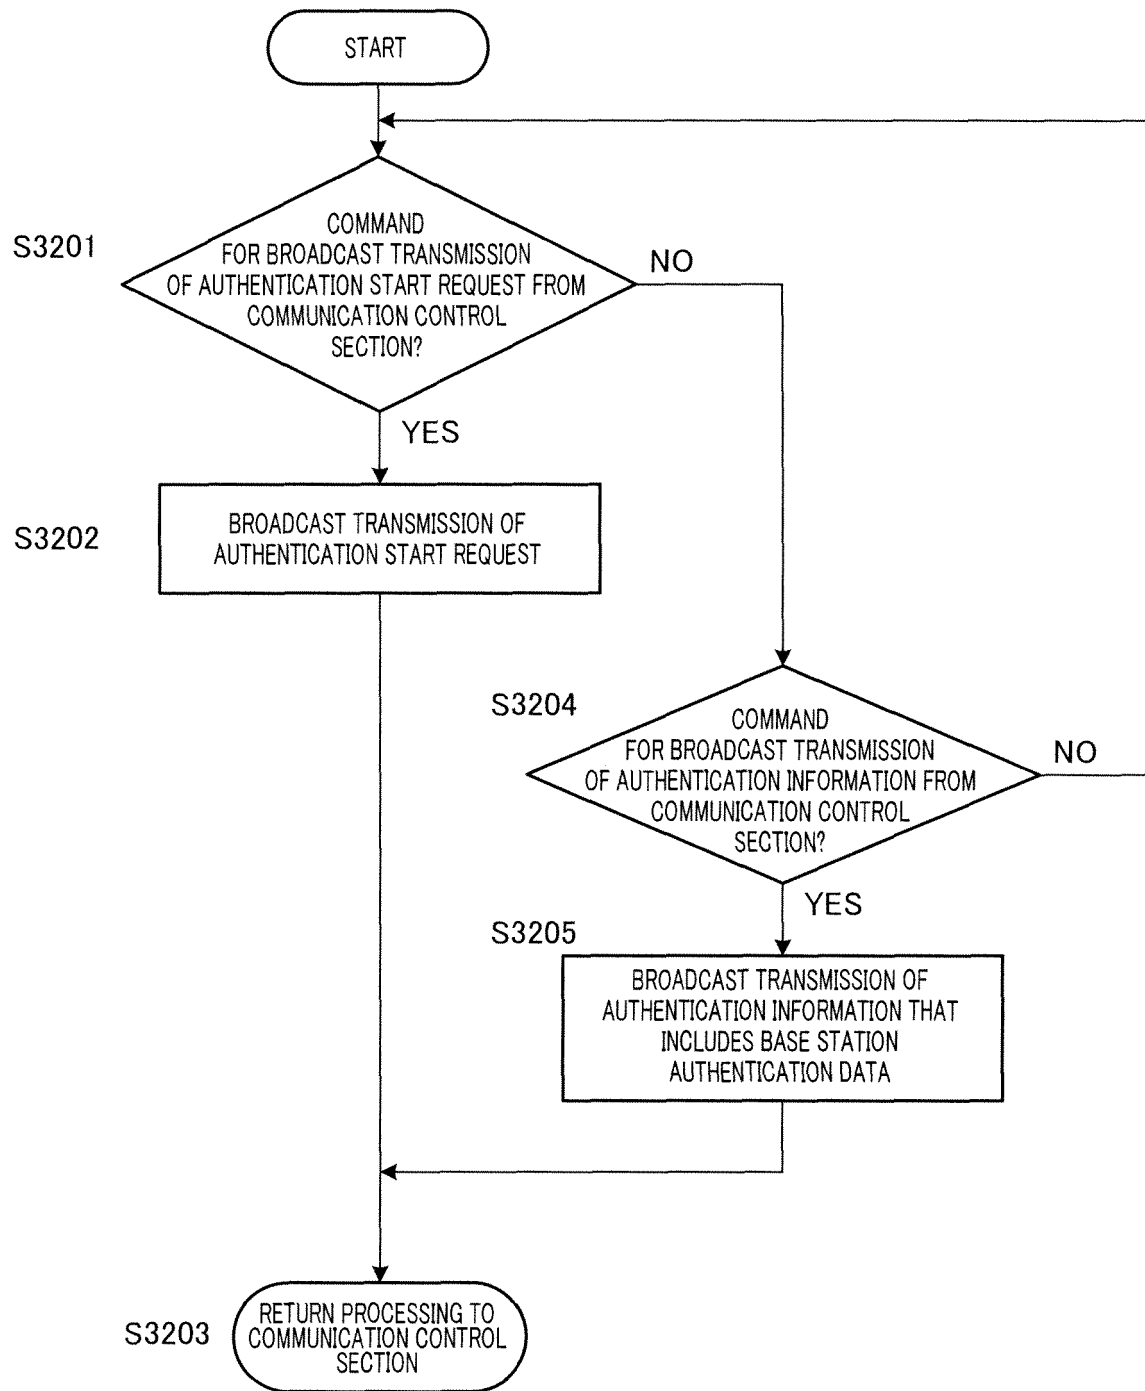 START
S3201
COMMAND
FOR BROADCAST TRANSMISSION
OF AUTHENTICATION START REQUEST FROM
COMMUNICATION CONTROL
SECTION?
NO
YES
S3202
BROADCAST TRANSMISSION OF
AUTHENTICATION START REQUEST
S3204
COMMAND
FOR BROADCAST TRANSMISSION
OF AUTHENTICATION INFORMATION FROM
COMMUNICATION CONTROL
SECTION?
NO
YES
S3205
BROADCAST TRANSMISSION OF
AUTHENTICATION INFORMATION THAT
INCLUDES BASE STATION
AUTHENTICATION DATA
S3203
RETURN PROCESSING TO
COMMUNICATION CONTROL
SECTION